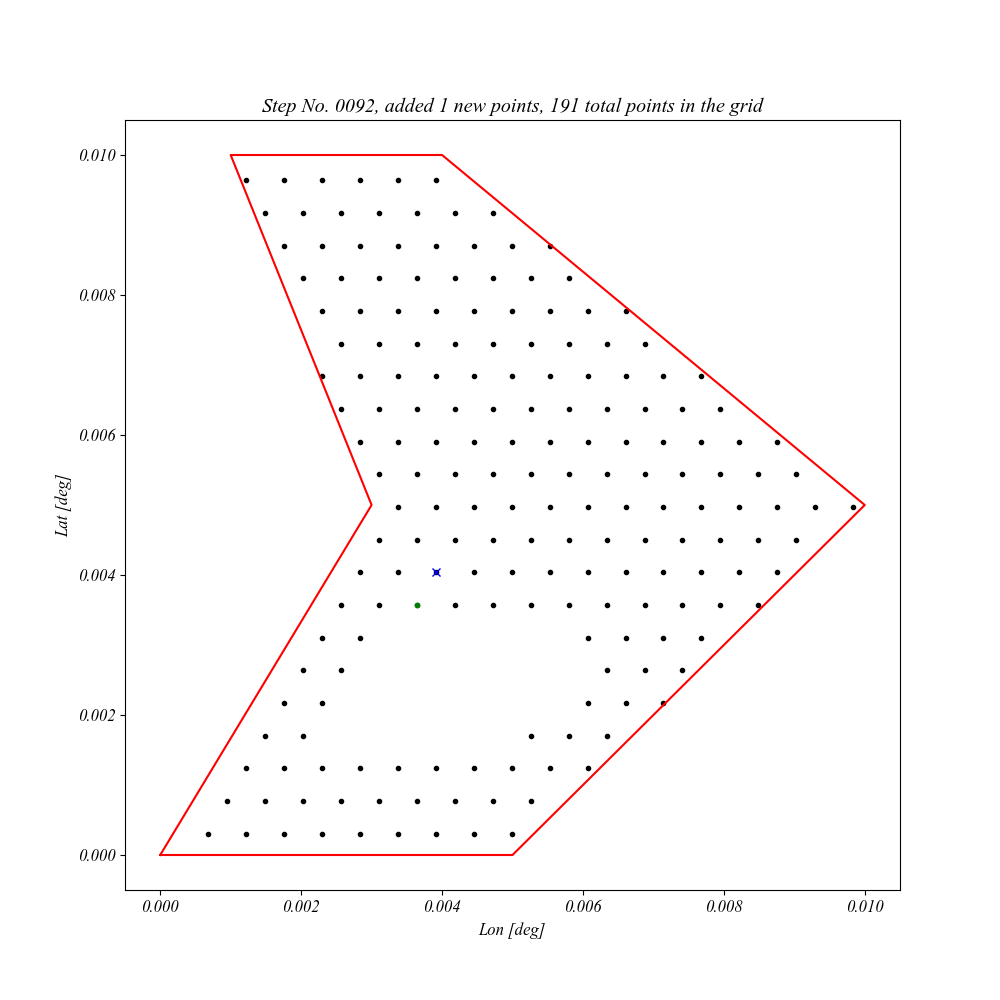 Step No. 0092, added 1 new points, 191 total points in the grid
0.010
0.008
0.006
0.004
0.002
0.000
Lat [deg]
0.000 0.002 0.004 0.006 0.008 0.010
Lon [deg]